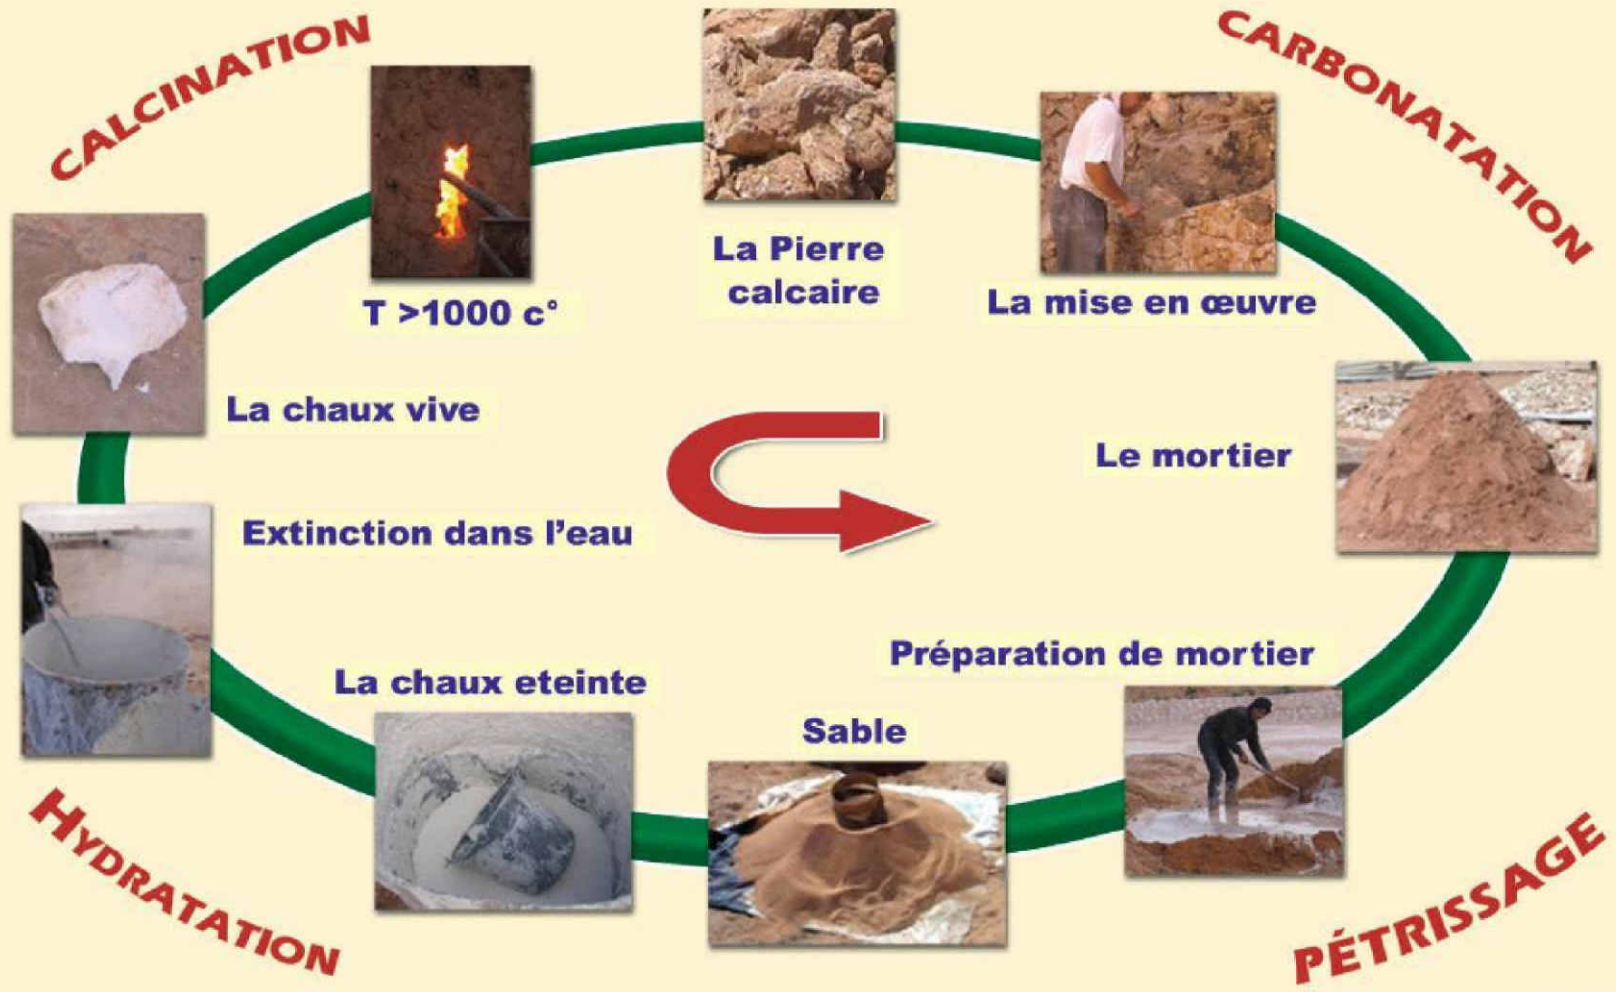 CALCINATION
CARBONATATION
La Pierre
calcaire
T >1000 c°
La mise en œuvre
La chaux vive
Le mortier
Extinction dans l’eau
Préparation de mortier
La chaux eteinte
Sable
HYDRATATION
PÉTRISSAGE